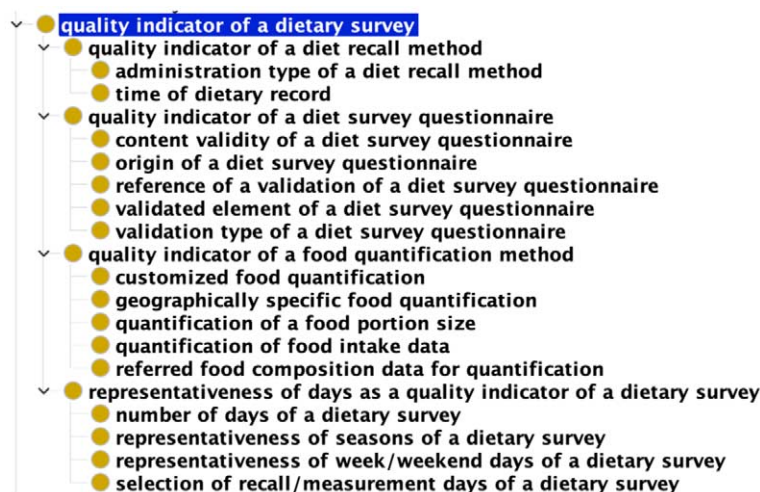 quality indicator of a dietary survey
quality indicator of a diet recall method
administration type of a diet recall method
time of dietary record
quality indicator of a diet survey questionnaire
content validity of a diet survey questionnaire
origin of a diet survey questionnaire
reference of a validation of a diet survey questionnaire
validated element of a diet survey questionnaire
validation type of a diet survey questionnaire
quality indicator of a food quantification method
customized food quantification
geographically specific food quantification
quantification of a food portion size
quantification of food intake data
referred food composition data for quantification
representativeness of days as a quality indicator of a dietary survey
number of days of a dietary survey
representativeness of seasons of a dietary survey
representativeness of week/weekend days of a dietary survey
selection of recall/measurement days of a dietary survey